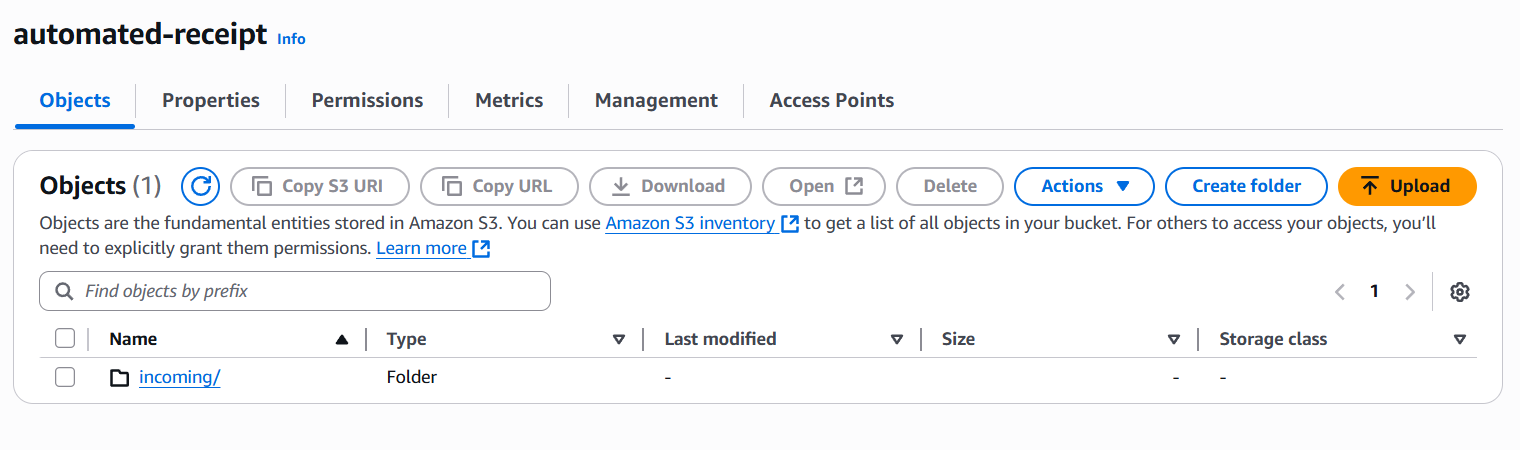 automated-receipt Info
Objects Properties Permissions Metrics Management Access Points
Objects (1) Copy S3 URI Copy URL Download Open Delete Actions Create folder Upload
Objects are the fundamental entities stored in Amazon S3. You can use Amazon S3 inventory to get a list of all objects in your bucket. For others to access your objects, you’ll
need to explicitly grant them permissions. Learn more
Find objects by prefix 1
Name Type Last modified Size Storage class
incoming/ Folder - - -